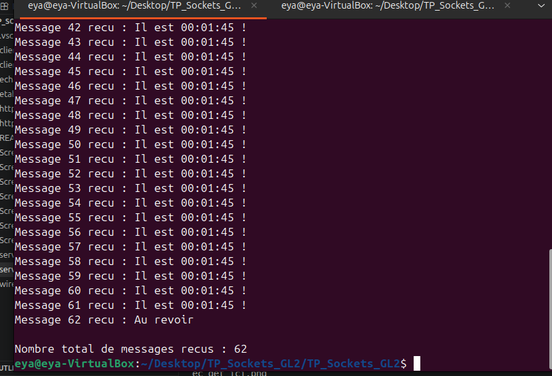 eya@eya-VirtualBox: ~/Desktop/TP_Sockets_G... × eya@eya-VirtualBox: ~/Desktop/TP_Sockets_G... ×
Message 42 recu : Il est 00:01:45 !
Message 43 recu : Il est 00:01:45 !
Message 44 recu : Il est 00:01:45 !
Message 45 recu : Il est 00:01:45 !
Message 46 recu : Il est 00:01:45 !
Message 47 recu : Il est 00:01:45 !
Message 48 recu : Il est 00:01:45 !
Message 49 recu : Il est 00:01:45 !
Message 50 recu : Il est 00:01:45 !
Message 51 recu : Il est 00:01:45 !
Message 52 recu : Il est 00:01:45 !
Message 53 recu : Il est 00:01:45 !
Message 54 recu : Il est 00:01:45 !
Message 55 recu : Il est 00:01:45 !
Message 56 recu : Il est 00:01:45 !
Message 57 recu : Il est 00:01:45 !
Message 58 recu : Il est 00:01:45 !
Message 59 recu : Il est 00:01:45 !
Message 60 recu : Il est 00:01:45 !
Message 61 recu : Il est 00:01:45 !
Message 62 recu : Au revoir
Nombre total de messages recus : 62
eya@eya-VirtualBox:~/Desktop/TP_Sockets_GL2/TP_Sockets_GL2$